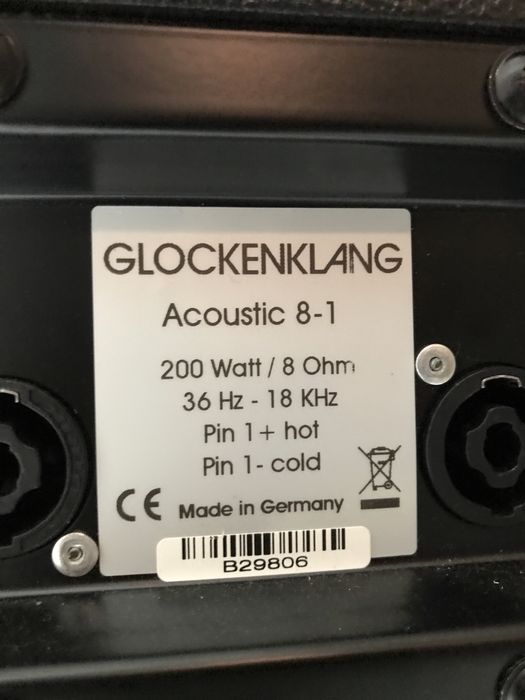 GLOCKENKLANG
Acoustic 8-1
200 Watt / 8 Ohm
36 Hz - 18 KHz
Pin 1+ hot
Pin 1- cold
CE Made in Germany
B29806